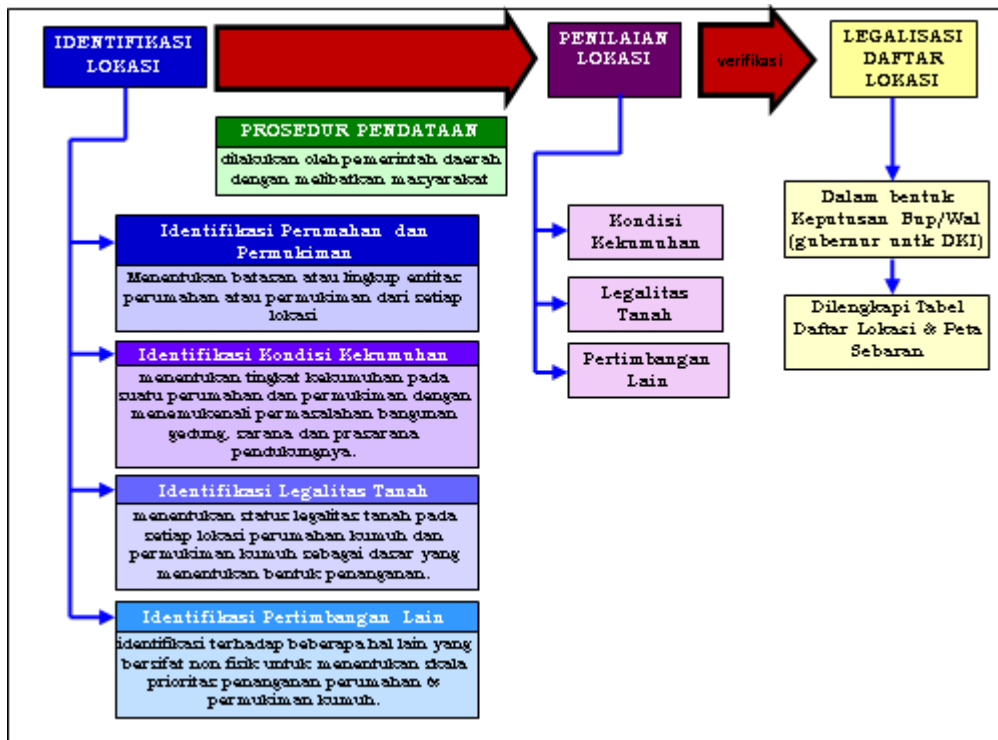 IDENTIFIKASI
LOKASI
PENILAIAN
LOKASI
verifikasi
LEGALISASI
DAFTAR
LOKASI
PROSEDUR PENDATAAN
dilakukan oleh pemerintah daerah
dengan melibatkan masyarakat
Identifikasi Perumahan dan
Permukiman
Menentukan batasan atau lingkup entitas
perumahan atau permukiman dari setiap
lokasi
Identifikasi Kondisi Kekumuhan
menentukan tingkat kekumuhan pada
suatu perumahan dan permukiman dengan
menemukenali permasalahan bangunan
gedung, sarana dan prasarana
pendukungnya.
Identifikasi Legalitas Tanah
menentukan status legalitas tanah pada
setiap lokasi perumahan kumuh dan
permukiman kumuh sebagai dasar yang
menentukan bentuk penanganan.
Identifikasi Pertimbangan Lain
identifikasi terhadap beberapa hal lain yang
bersifat non fisik untuk menentukan skala
prioritas penanganan perumahan &
permukiman kumuh.
Kondisi
Kekumuhan
Legalitas
Tanah
Pertimbangan
Lain
Dalam bentuk
Keputusan Bup/Wal
(gubernur untk DKI)
Dilengkapi Tabel
Daftar Lokasi & Peta
Sebaran